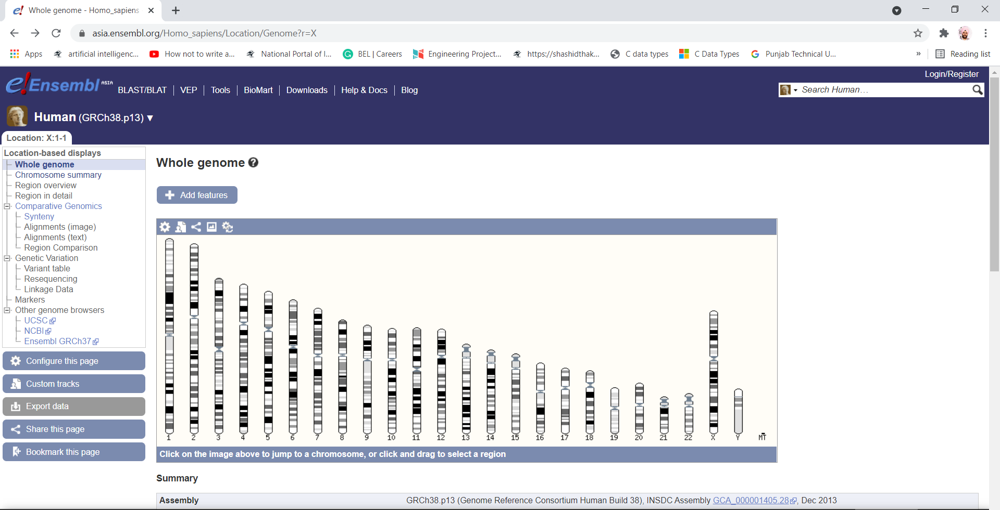 Whole genome - Homo_sapiens
asia.ensembl.org/Homo_sapiens/Location/Genome?r=X
Apps artificial intelligenc... How not to write a... National Portal of I... BEL | Careers Engineering Project... https://shashidthak... C data types C Data Types Punjab Technical U... » Reading list
Login/Register
e!Ensembl ASIA BLAST/BLAT VEP Tools BioMart Downloads Help & Docs Blog
Search Human…
Human (GRCh38.p13) ▼
Location: X:1-1
Location-based displays
Whole genome
Chromosome summary
Region overview
Region in detail
Comparative Genomics
Synteny
Alignments (image)
Alignments (text)
Region Comparison
Genetic Variation
Variant table
Resequencing
Linkage Data
Markers
Other genome browsers
UCSC
NCBI
Ensembl GRCh37
Configure this page
Custom tracks
Export data
Share this page
Bookmark this page
Whole genome
Add features
1 2 3 4 5 6 7 8 9 10 11 12 13 14 15 16 17 18 19 20 21 22 X Y MT
Click on the image above to jump to a chromosome, or click and drag to select a region
Summary
Assembly GRCh38.p13 (Genome Reference Consortium Human Build 38), INSDC Assembly GCA_000001405.28, Dec 2013